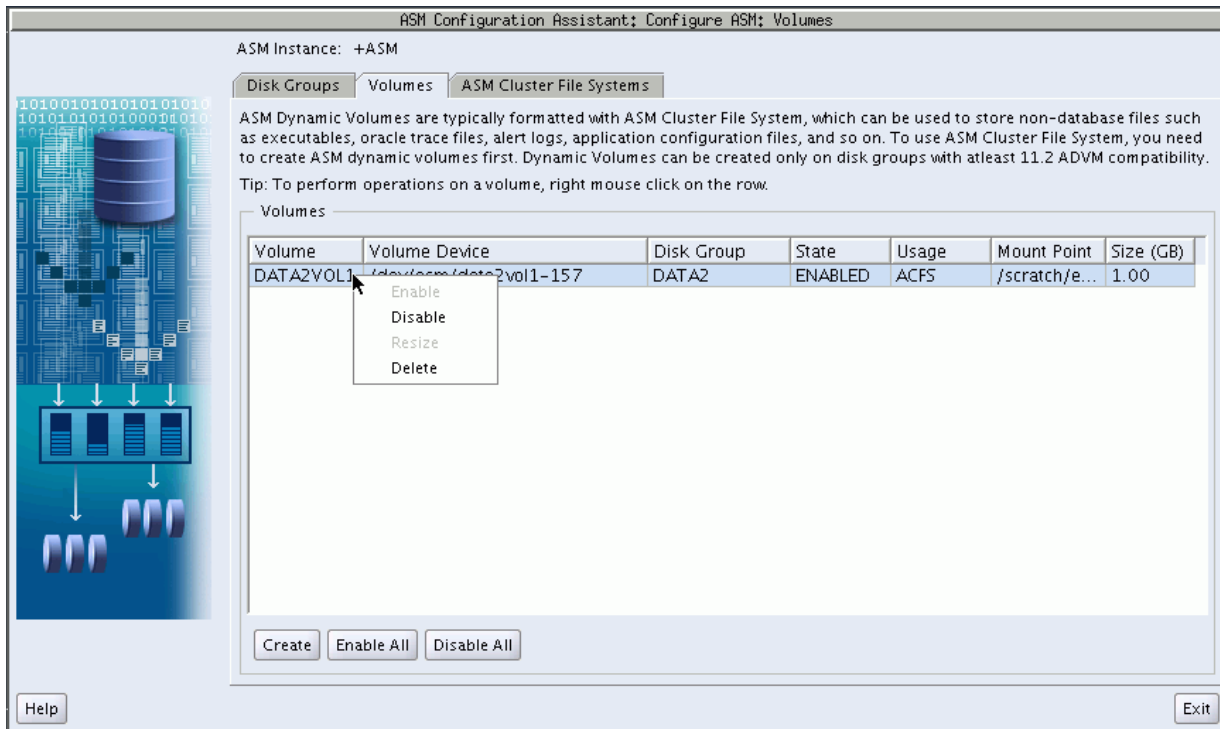 ASM Configuration Assistant: Configure ASM: Volumes
ASM Instance: +ASM
Disk Groups Volumes ASM Cluster File Systems
ASM Dynamic Volumes are typically formatted with ASM Cluster File System, which can be used to store non-database files such
as executables, oracle trace files, alert logs, application configuration files, and so on. To use ASM Cluster File System, you need
to create ASM dynamic volumes first. Dynamic Volumes can be created only on disk groups with atleast 11.2 ADVM compatibility.
Tip: To perform operations on a volume, right mouse click on the row.
Volumes
Volume Volume Device Disk Group State Usage Mount Point Size (GB)
DATA2VOL1 /dev/asm/data2vol1-157 DATA2 ENABLED ACFS /scratch/e... 1.00
Enable
Disable
Resize
Delete
Create Enable All Disable All
Help Exit